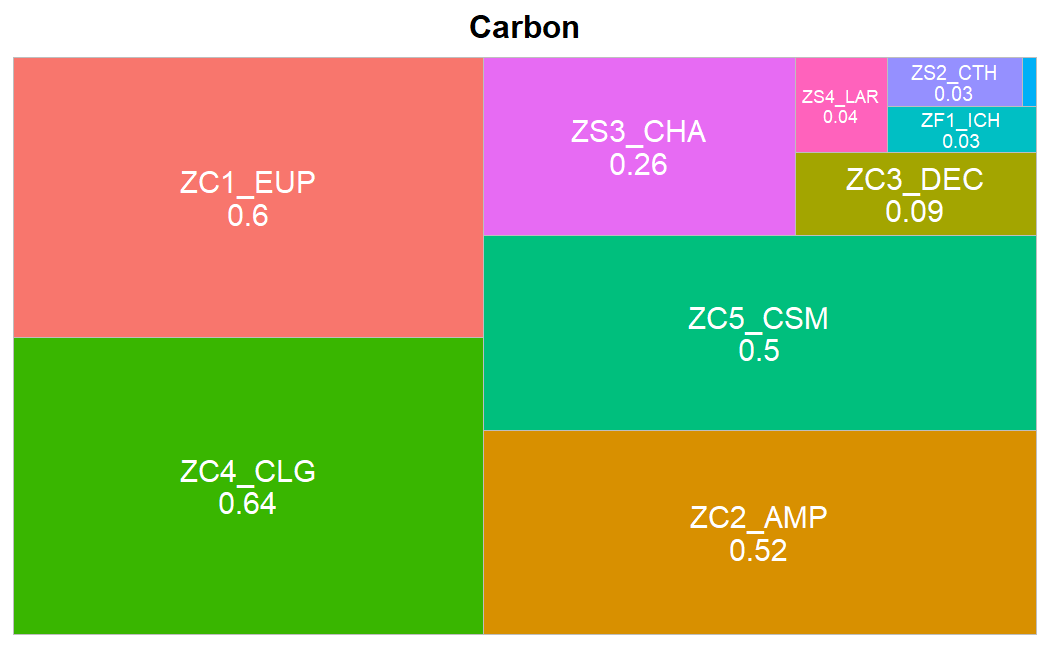 Carbon
ZC1_EUP
0.6
ZC4_CLG
0.64
ZS3_CHA
0.26
ZS4_LAR
0.04
ZS2_CTH
0.03
ZF1_ICH
0.03
ZC3_DEC
0.09
ZC5_CSM
0.5
ZC2_AMP
0.52